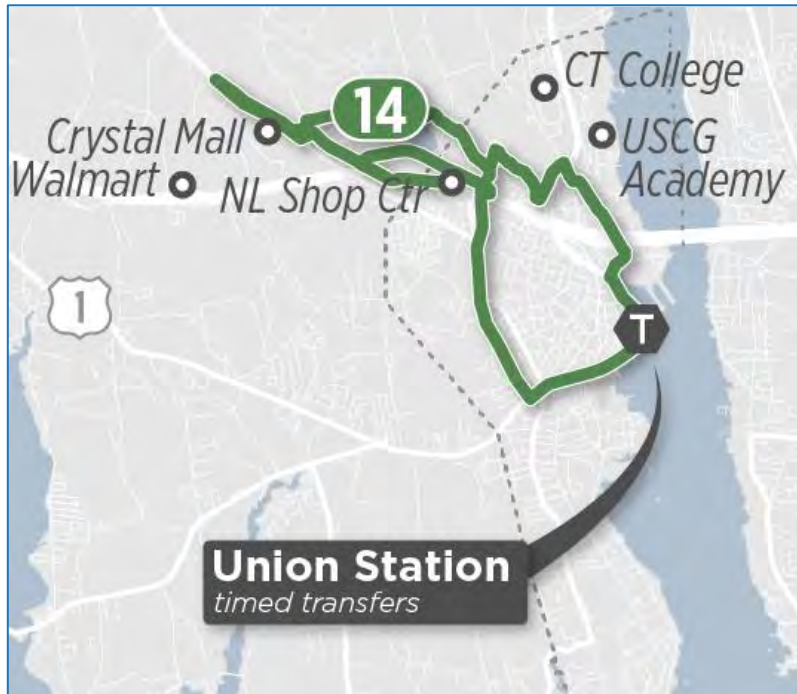 CT College
14
Crystal Mall
USCG
Academy
Walmart
NL Shop Ctr
1
T
Union Station
timed transfers